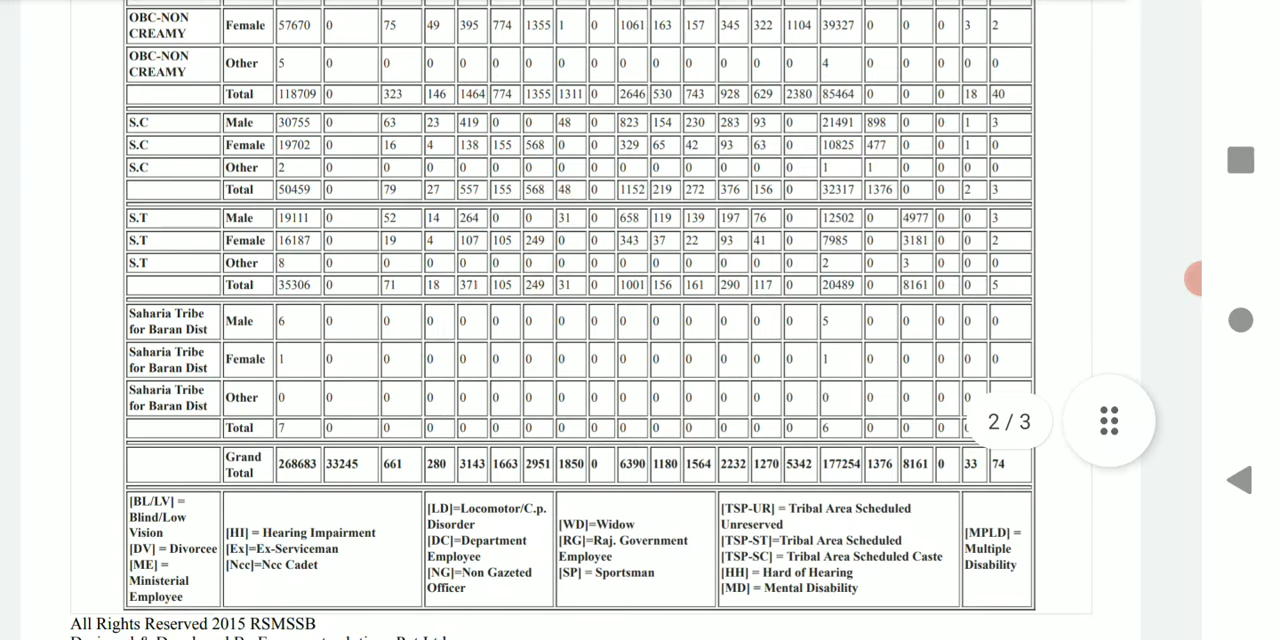 OBC-NON CREAMY Female 57670 0 75 49 395 774 1355 1 0 1061 163 157 345 322 1104 39327 0 0 0 3 2
OBC-NON CREAMY Other 5 0 0 0 0 0 0 0 0 0 0 0 0 0 0 4 0 0 0 0 0
Total 118709 0 323 146 1464 774 1355 1311 0 2646 530 743 928 629 2380 85464 0 0 0 18 40
S.C Male 30755 0 63 23 419 0 0 48 0 823 154 230 283 93 0 21491 898 0 0 1 3
S.C Female 19702 0 16 4 138 155 568 0 0 329 65 42 93 63 0 10825 477 0 0 1 0
S.C Other 2 0 0 0 0 0 0 0 0 0 0 0 0 0 0 1 1 0 0 0 0
Total 50459 0 79 27 557 155 568 48 0 1152 219 272 376 156 0 32317 1376 0 0 2 3
S.T Male 19111 0 52 14 264 0 0 31 0 658 119 139 197 76 0 12502 0 4977 0 0 3
S.T Female 16187 0 19 4 107 105 249 0 0 343 37 22 93 41 0 7985 0 3181 0 0 2
S.T Other 8 0 0 0 0 0 0 0 0 0 0 0 0 0 0 2 0 3 0 0 0
Total 35306 0 71 18 371 105 249 31 0 1001 156 161 290 117 0 20489 0 8161 0 0 5
Saharia Tribe for Baran Dist Male 6 0 0 0 0 0 0 0 0 0 0 0 0 0 0 5 0 0 0 0 0
Saharia Tribe for Baran Dist Female 1 0 0 0 0 0 0 0 0 0 0 0 0 0 0 1 0 0 0 0 0
Saharia Tribe for Baran Dist Other 0 0 0 0 0 0 0 0 0 0 0 0 0 0 0 0 0 0 0 0 0
Total 7 0 0 0 0 0 0 0 0 0 0 0 0 0 0 6 0 0 0
2 / 3
Grand Total 268683 33245 661 280 3143 1663 2951 1850 0 6390 1180 1564 2232 1270 5342 177254 1376 8161 0 33 74
[BL/LV] =
Blind/Low
Vision
[DV] = Divorcee
[ME] =
Ministerial
Employee
[HI] = Hearing Impairment
[Ex]=Ex-Serviceman
[Ncc]=Ncc Cadet
[LD]=Locomotor/C.p.
Disorder
[DC]=Department
Employee
[NG]=Non Gazeted
Officer
[WD]=Widow
[RG]=Raj. Government
Employee
[SP] = Sportsman
[TSP-UR] = Tribal Area Scheduled
Unreserved
[TSP-ST]=Tribal Area Scheduled
[TSP-SC] = Tribal Area Scheduled Caste
[HH] = Hard of Hearing
[MD] = Mental Disability
[MPLD] =
Multiple
Disability
All Rights Reserved 2015 RSMSSB